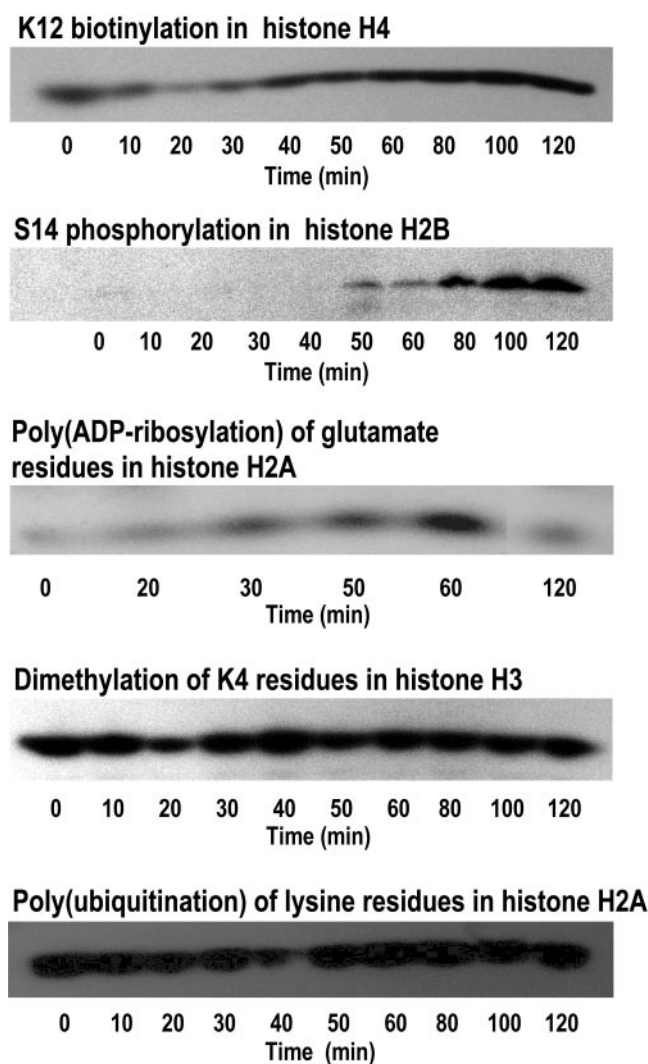 K12 biotinylation in histone H4
0 10 20 30 40 50 60 80 100 120
Time (min)
S14 phosphorylation in histone H2B
0 10 20 30 40 50 60 80 100 120
Time (min)
Poly(ADP-ribosylation) of glutamate
residues in histone H2A
0 20 30 50 60 120
Time (min)
Dimethylation of K4 residues in histone H3
0 10 20 30 40 50 60 80 100 120
Time (min)
Poly(ubiquitination) of lysine residues in histone H2A
0 10 20 30 40 50 60 80 100 120
Time (min)